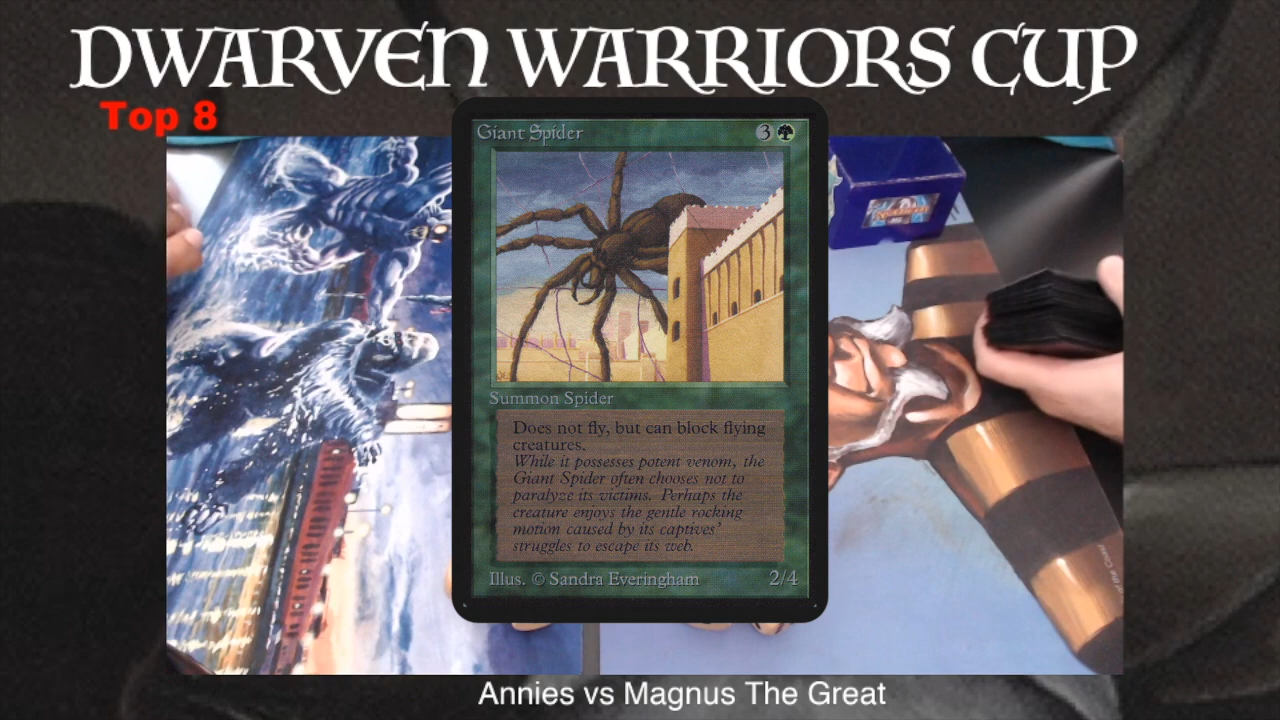 DWARVEN WARRIORS CUP
Top 8
Giant Spider 3
Summon Spider
Does not fly, but can block flying
creatures.
While it possesses potent venom, the
Giant Spider often chooses not to
paralyze its victims. Perhaps the
creature enjoys the gentle rocking
motion caused by its captives'
struggles to escape its web.
Illus. © Sandra Everingham 2/4
Annies vs Magnus The Great